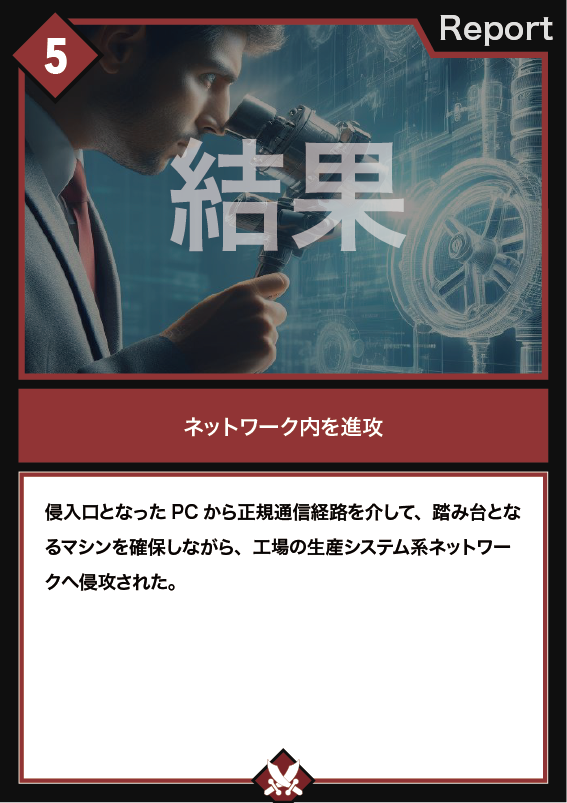 Report
5
結果
ネットワーク内を進攻
侵入口となった PC から正規通信経路を介して、踏み台とな
るマシンを確保しながら、工場の生産システム系ネットワー
クへ侵攻された。